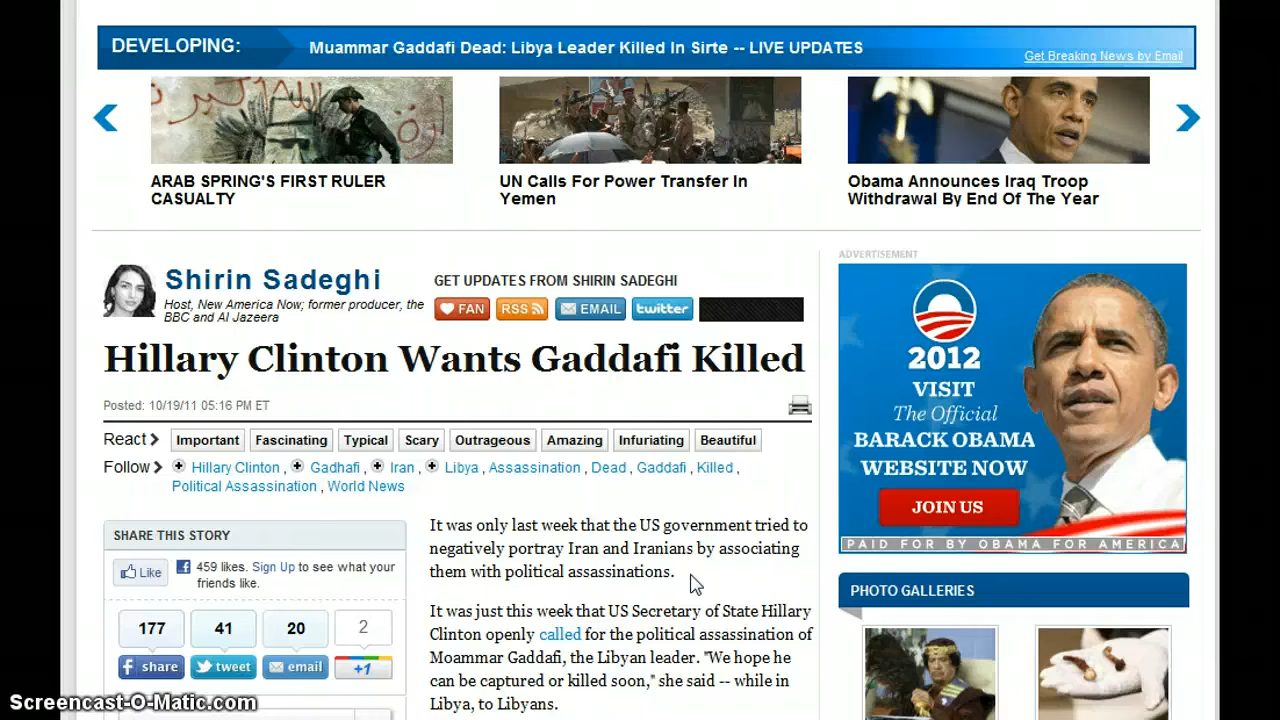 DEVELOPING:
Muammar Gaddafi Dead: Libya Leader Killed In Sirte -- LIVE UPDATES
Get Breaking News by Email
ARAB SPRING'S FIRST RULER
CASUALTY
UN Calls For Power Transfer In
Yemen
Obama Announces Iraq Troop
Withdrawal By End Of The Year
Shirin Sadeghi
Host, New America Now; former producer, the
BBC and Al Jazeera
GET UPDATES FROM SHIRIN SADEGHI
FAN
RSS
EMAIL
twitter
Hillary Clinton Wants Gaddafi Killed
Posted: 10/19/11 05:16 PM ET
React
Important
Fascinating
Typical
Scary
Outrageous
Amazing
Infuriating
Beautiful
Follow
Hillary Clinton , Gadhafi , Iran , Libya , Assassination , Dead , Gaddafi , Killed ,
Political Assassination , World News
SHARE THIS STORY
Like
459 likes. Sign Up to see what your
friends like.
177
41
20
2
share
tweet
email
+1
It was only last week that the US government tried to
negatively portray Iran and Iranians by associating
them with political assassinations.
It was just this week that US Secretary of State Hillary
Clinton openly called for the political assassination of
Moammar Gaddafi, the Libyan leader. "We hope he
can be captured or killed soon," she said -- while in
Libya, to Libyans.
ADVERTISEMENT
2012
VISIT
The Official
BARACK OBAMA
WEBSITE NOW
JOIN US
PAID FOR BY OBAMA FOR AMERICA
PHOTO GALLERIES
Screencast-O-Matic.com